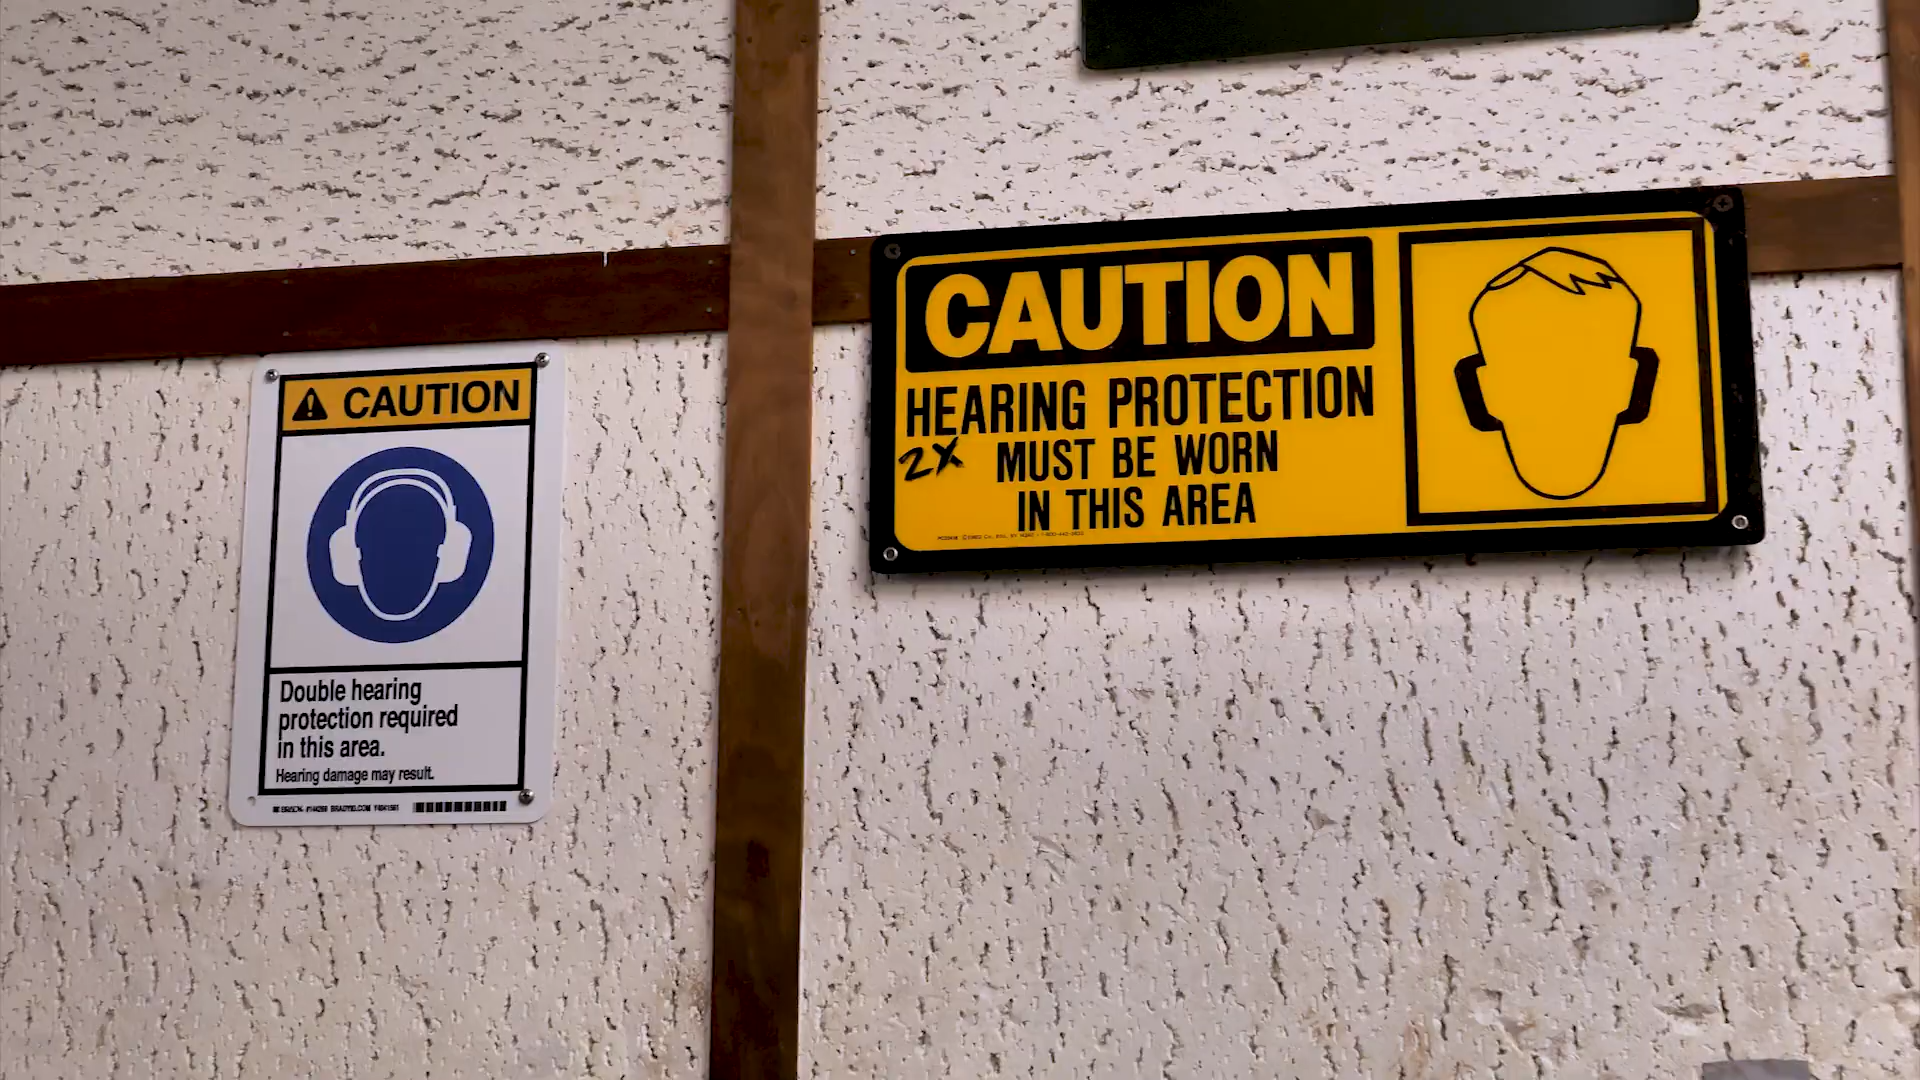 CAUTION
Double hearing
protection required
in this area.
Hearing damage may result.
CAUTION
HEARING PROTECTION
2X MUST BE WORN
IN THIS AREA